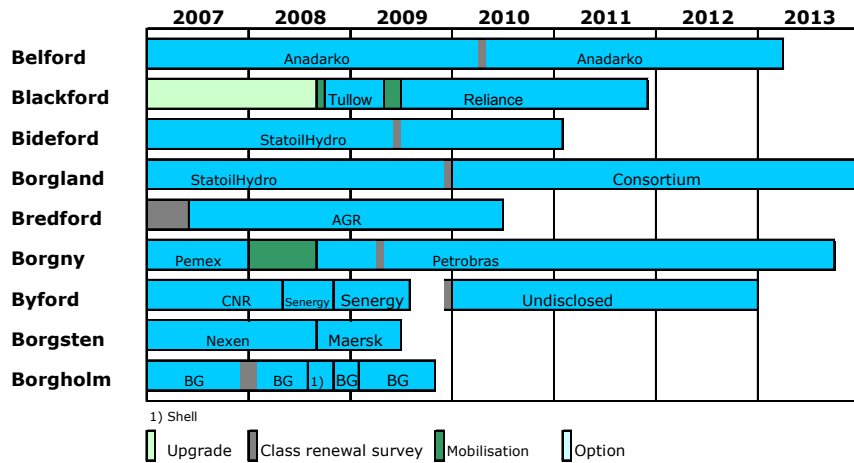 2007 2008 2009 2010 2011 2012 2013
Belford Anadarko Anadarko
Blackford Tullow Reliance
Bideford StatoilHydro
Borgland StatoilHydro Consortium
Bredford AGR
Borgny Pemex Petrobras
Byford CNR Senergy Senergy Undisclosed
Borgsten Nexen Maersk
Borgholm BG BG 1) BG BG
1) Shell
Upgrade Class renewal survey Mobilisation Option